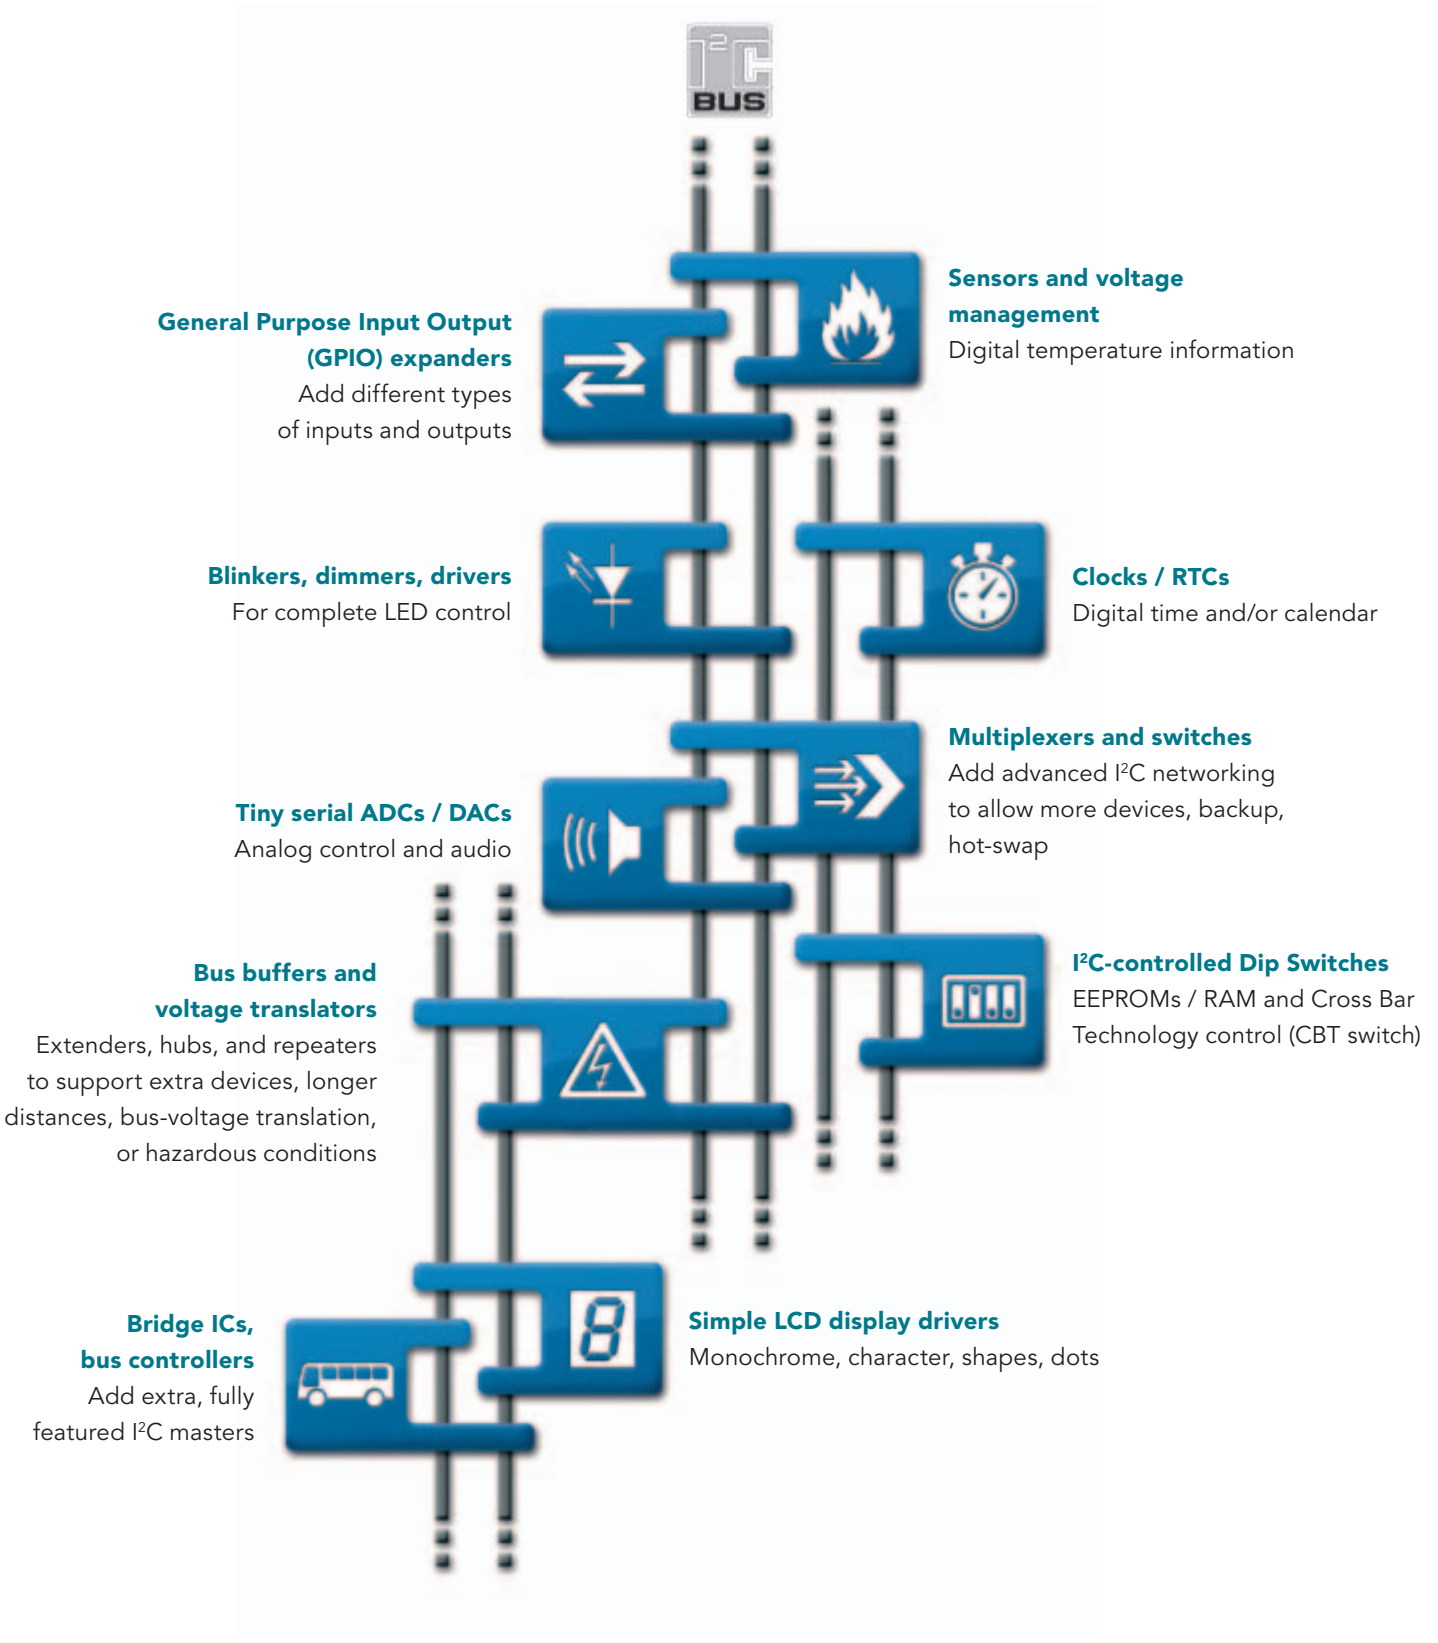 I²C
BUS
Sensors and voltage
management
Digital temperature information
General Purpose Input Output
(GPIO) expanders
Add different types
of inputs and outputs
Blinkers, dimmers, drivers
For complete LED control
Clocks / RTCs
Digital time and/or calendar
Multiplexers and switches
Add advanced I²C networking
to allow more devices, backup,
hot-swap
Tiny serial ADCs / DACs
Analog control and audio
I²C-controlled Dip Switches
EEPROMs / RAM and Cross Bar
Technology control (CBT switch)
Bus buffers and
voltage translators
Extenders, hubs, and repeaters
to support extra devices, longer
distances, bus-voltage translation,
or hazardous conditions
8
Simple LCD display drivers
Monochrome, character, shapes, dots
Bridge ICs,
bus controllers
Add extra, fully
featured I²C masters